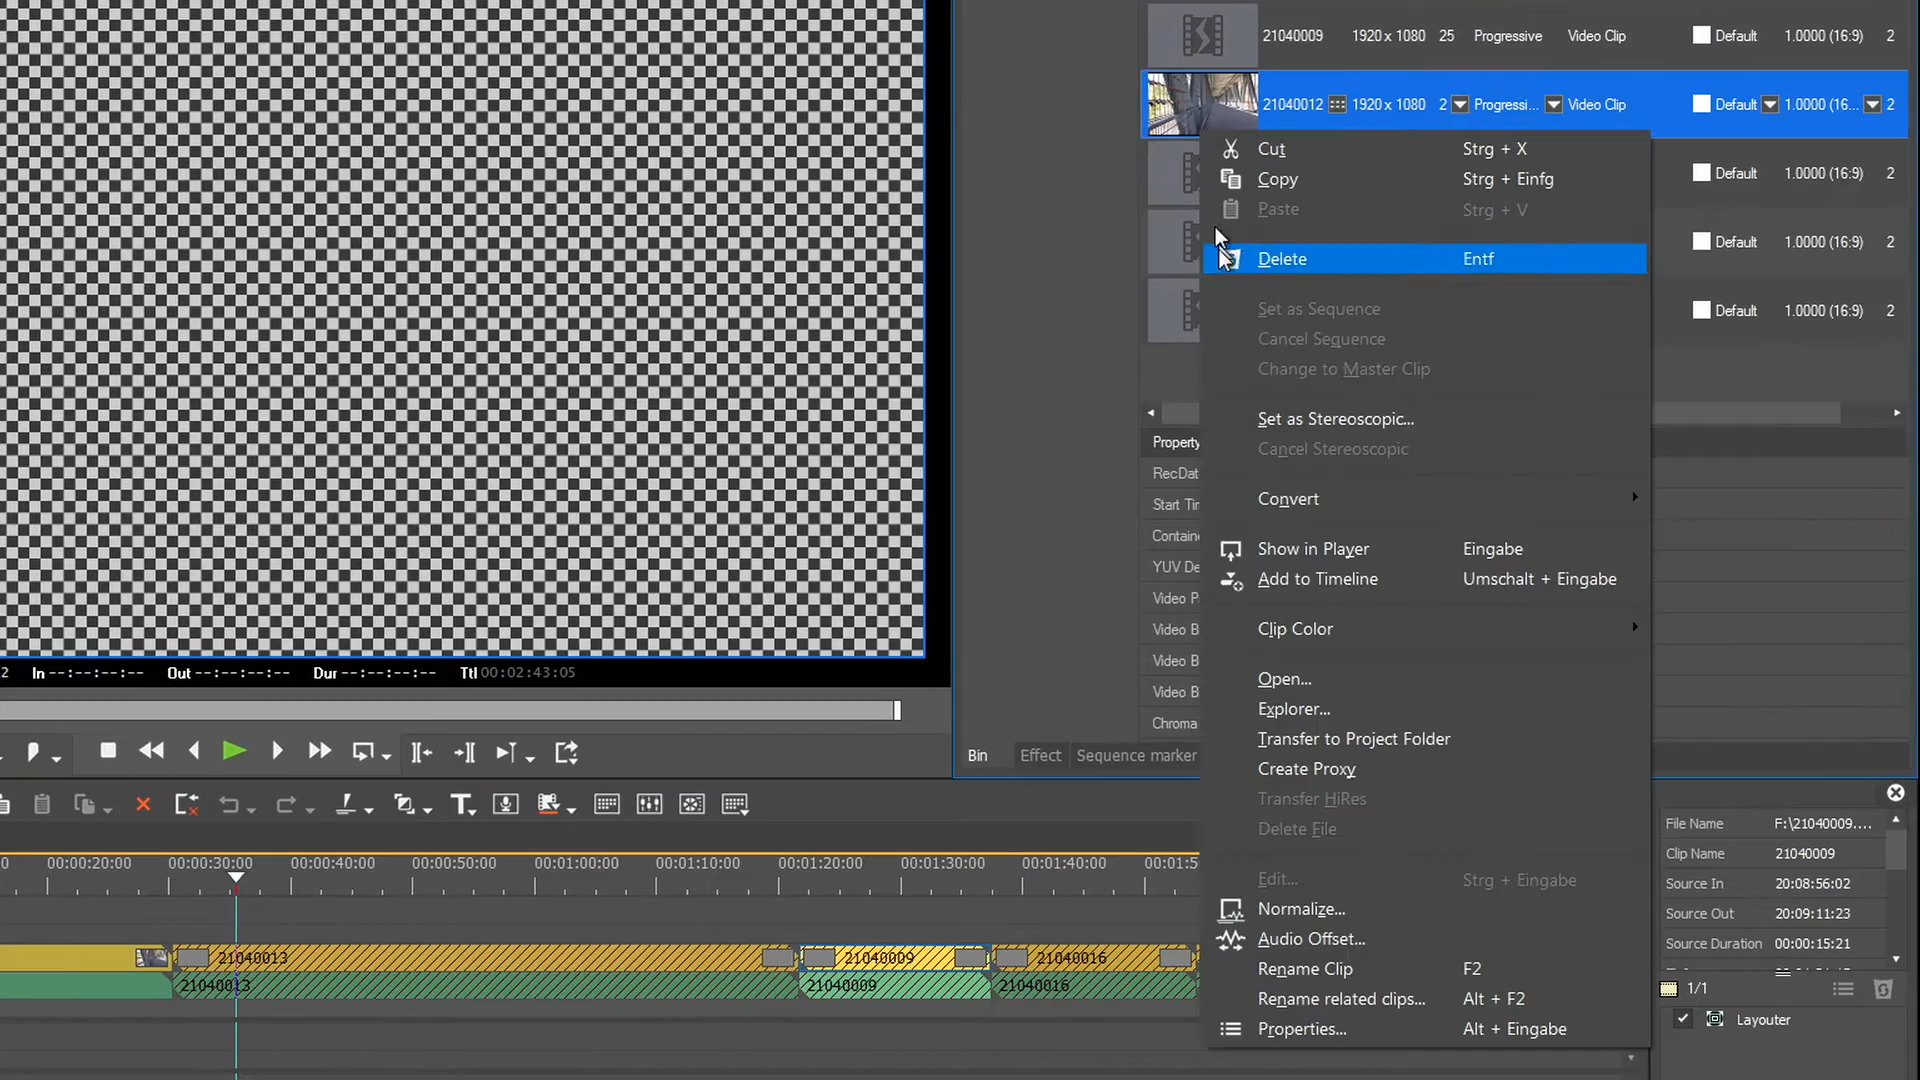 21040009 1920 x 1080 25 Progressive Video Clip Default 1.0000 (16:9) 2
21040012 1920 x 1080 2 Progressi... Video Clip Default 1.0000 (16... 2
Default 1.0000 (16:9) 2
Default 1.0000 (16:9) 2
Default 1.0000 (16:9) 2
Cut Strg + X
Copy Strg + Einfg
Paste Strg + V
Delete Entf
Set as Sequence
Cancel Sequence
Change to Master Clip
Set as Stereoscopic...
Cancel Stereoscopic
Convert
Show in Player Eingabe
Add to Timeline Umschalt + Eingabe
Clip Color
Open...
Explorer...
Transfer to Project Folder
Create Proxy
Transfer HiRes
Delete File
Edit... Strg + Eingabe
Normalize...
Audio Offset...
Rename Clip F2
Rename related clips... Alt + F2
Properties... Alt + Eingabe
Property
RecDat
Start Tir
Containe
YUV De
Video P
Video B
Video B
Video B
Chroma
2 In --:--:--:-- Out --:--:--:-- Dur --:--:--:-- Ttl 00:02:43:05
Bin Effect Sequence marker
0 00:00:20:00 00:00:30:00 00:00:40:00 00:00:50:00 00:01:00:00 00:01:10:00 00:01:20:00 00:01:30:00 00:01:40:00 00:01:5
21040013 21040009 21040016
21040013 21040009 21040016
File Name F:\21040009....
Clip Name 21040009
Source In 20:08:56:02
Source Out 20:09:11:23
Source Duration 00:00:15:21
1/1
Layouter